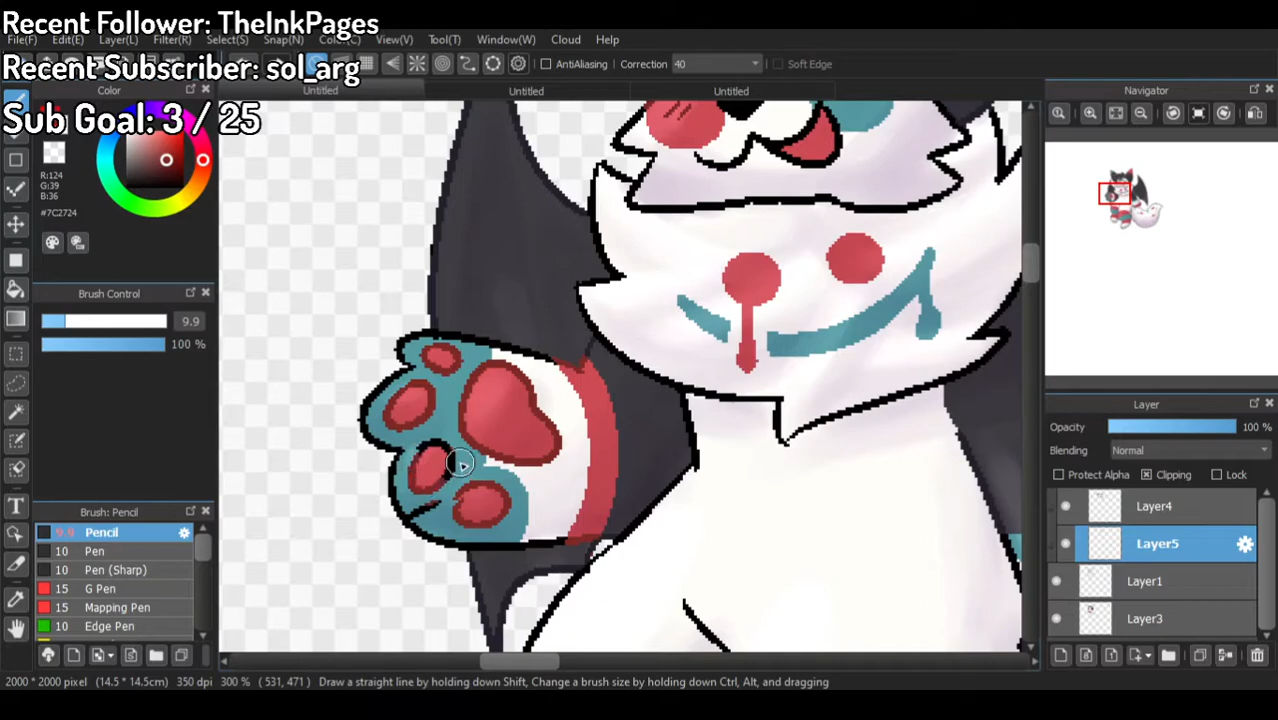 Recent Follower: TheInkPages
File(F) Edit(E) Layer(L) Filter(R) Select(S) Snap(N) Color(C) View(V) Tool(T) Window(W) Cloud Help
Recent Subscriber: sol_arg
AntiAliasing Correction 40 Soft Edge
Color Untitled Untitled Untitled Navigator
Sub Goal: 3 / 25
R:124
G:39
B:36
#7C2724
Brush Control
9.9
100 %
Layer
Opacity 100 %
Blending Normal
Protect Alpha Clipping Lock
Layer4
Layer5
Layer1
Layer3
Brush: Pencil
9.9 Pencil
10 Pen
10 Pen (Sharp)
15 G Pen
15 Mapping Pen
10 Edge Pen
2000 * 2000 pixel (14.5 * 14.5cm) 350 dpi 300 % ( 531, 471) Draw a straight line by holding down Shift, Change a brush size by holding down Ctrl, Alt, and dragging